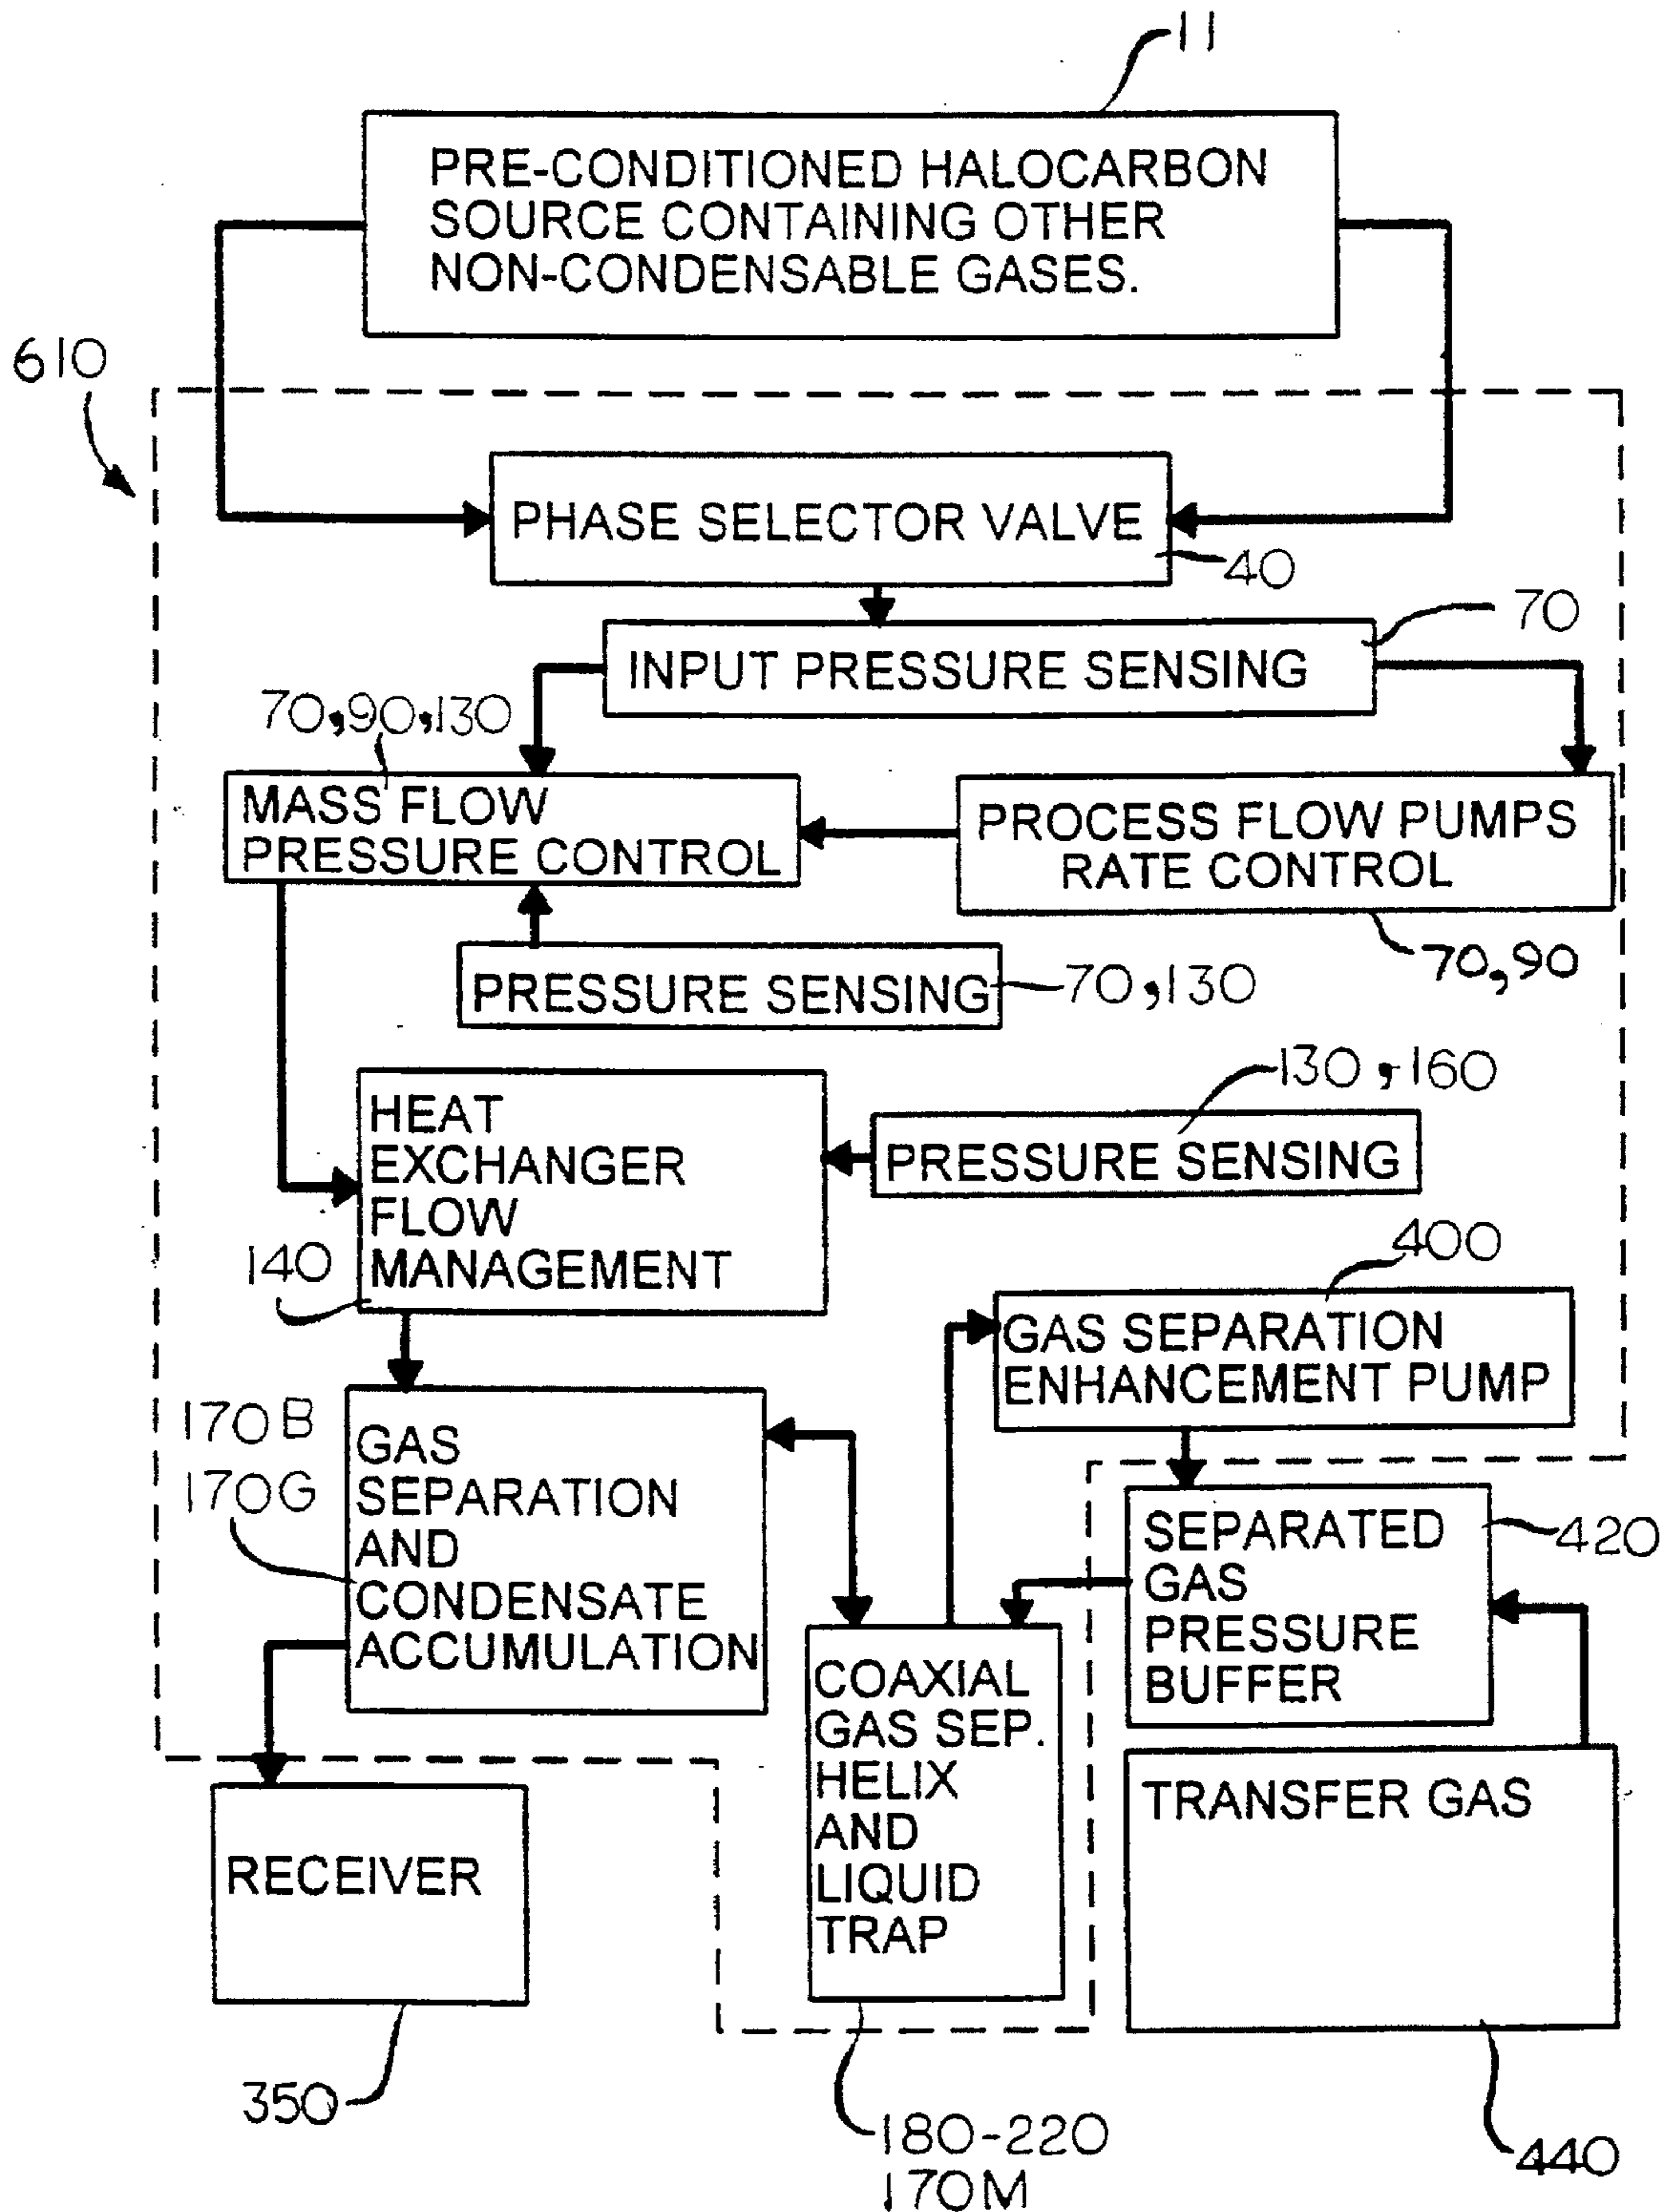 11
PRE-CONDITIONED HALOCARBON
SOURCE CONTAINING OTHER
NON-CONDENSABLE GASES.
610
PHASE SELECTOR VALVE
40
70
INPUT PRESSURE SENSING
70,90,130
MASS FLOW
PRESSURE CONTROL
PROCESS FLOW PUMPS
RATE CONTROL
70,90
PRESSURE SENSING
70,130
130,160
HEAT
EXCHANGER
FLOW
MANAGEMENT
140
PRESSURE SENSING
400
GAS SEPARATION
ENHANCEMENT PUMP
170B
170G
GAS
SEPARATION
AND
CONDENSATE
ACCUMULATION
SEPARATED
GAS
PRESSURE
BUFFER
420
COAXIAL
GAS SEP.
HELIX
AND
LIQUID
TRAP
TRANSFER GAS
RECEIVER
350
180-220
170M
440